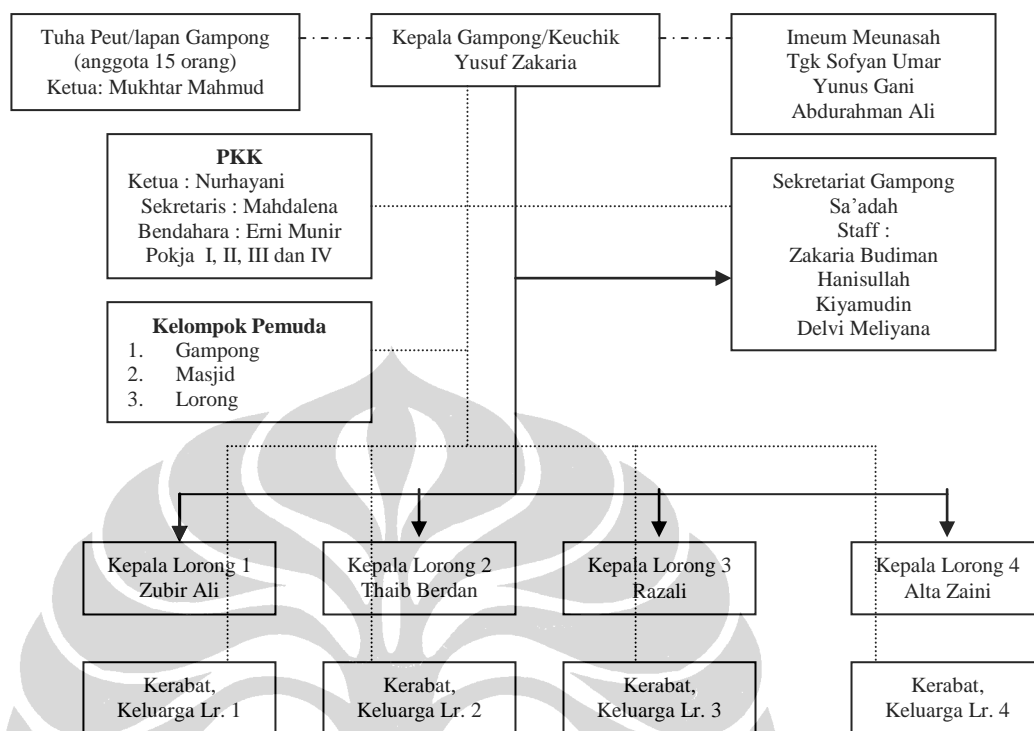 Tuha Peut/lapan Gampong
(anggota 15 orang)
Ketua: Mukhtar Mahmud
Kepala Gampong/Keuchik
Yusuf Zakaria
Imeum Meunasah
Tgk Sofyan Umar
Yunus Gani
Abdurahman Ali
PKK
Ketua : Nurhayani
Sekretaris : Mahdalena
Bendahara : Erni Munir
Pokja I, II, III dan IV
Sekretariat Gampong
Sa’adah
Staff :
Zakaria Budiman
Hanisullah
Kiyamudin
Delvi Meliyana
Kelompok Pemuda
1. Gampong
2. Masjid
3. Lorong
Kepala Lorong 1
Zubir Ali
Kepala Lorong 2
Thaib Berdan
Kepala Lorong 3
Razali
Kepala Lorong 4
Alta Zaini
Kerabat,
Keluarga Lr. 1
Kerabat,
Keluarga Lr. 2
Kerabat,
Keluarga Lr. 3
Kerabat,
Keluarga Lr. 4